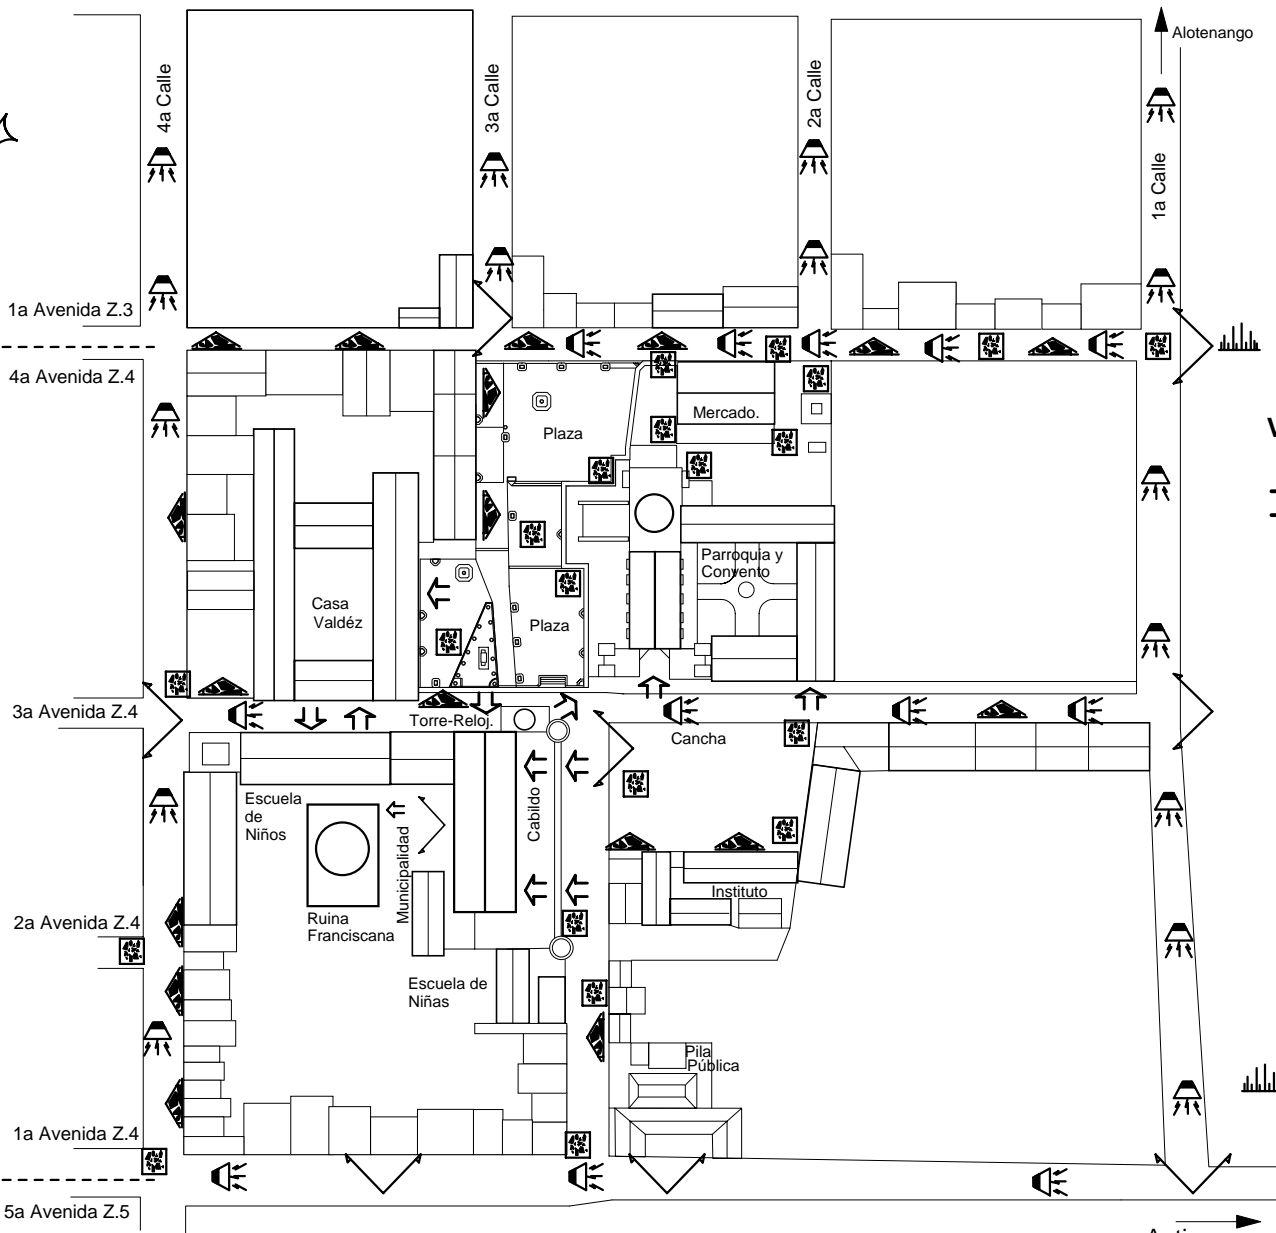 Alotenango
4a Calle
3a Calle
2a Calle
1a Calle
1a Avenida Z.3
4a Avenida Z.4
Mercado.
Plaza
Parroquia y
Convento
Casa
Valdéz
Plaza
3a Avenida Z.4
Torre-Reloj.
Cancha
Escuela
de
Niños
Municipalidad
Cabildo
Instituto
2a Avenida Z.4
Ruina
Franciscana
Escuela de
Niñas
Pila
Pública
1a Avenida Z.4
5a Avenida Z.5